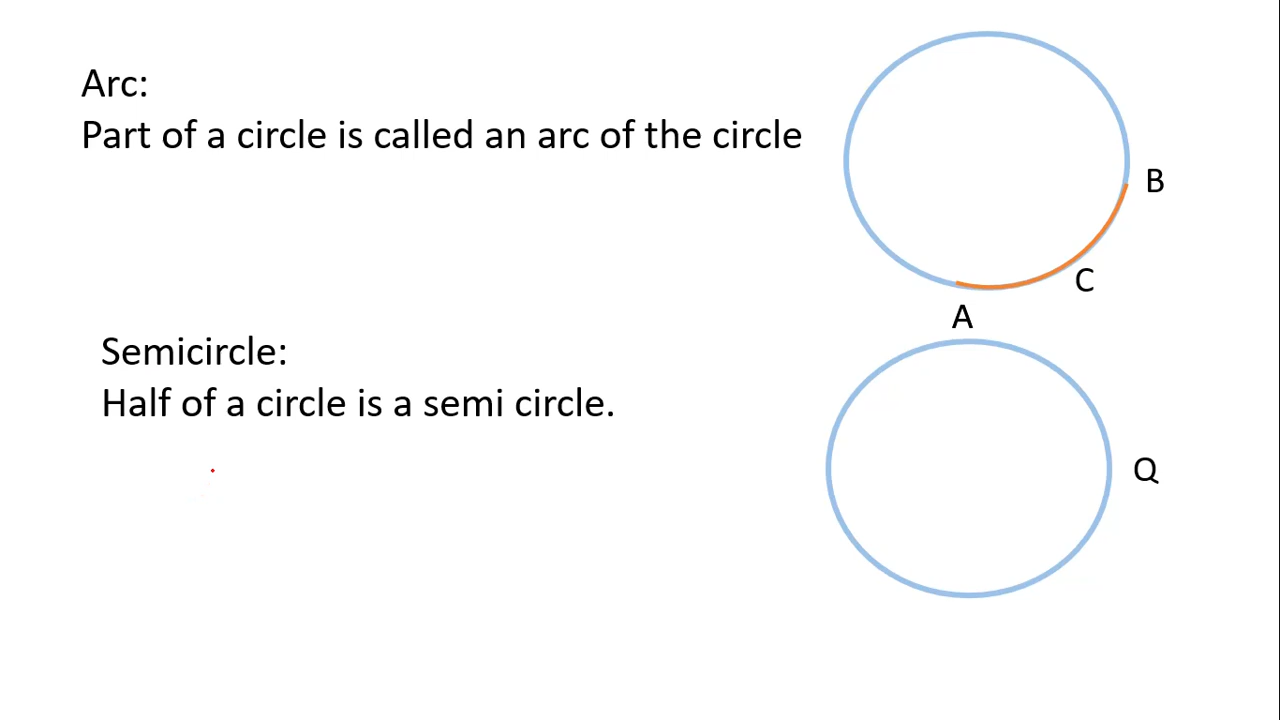 Arc:
Part of a circle is called an arc of the circle
B
C
A
Semicircle:
Half of a circle is a semi circle.
Q